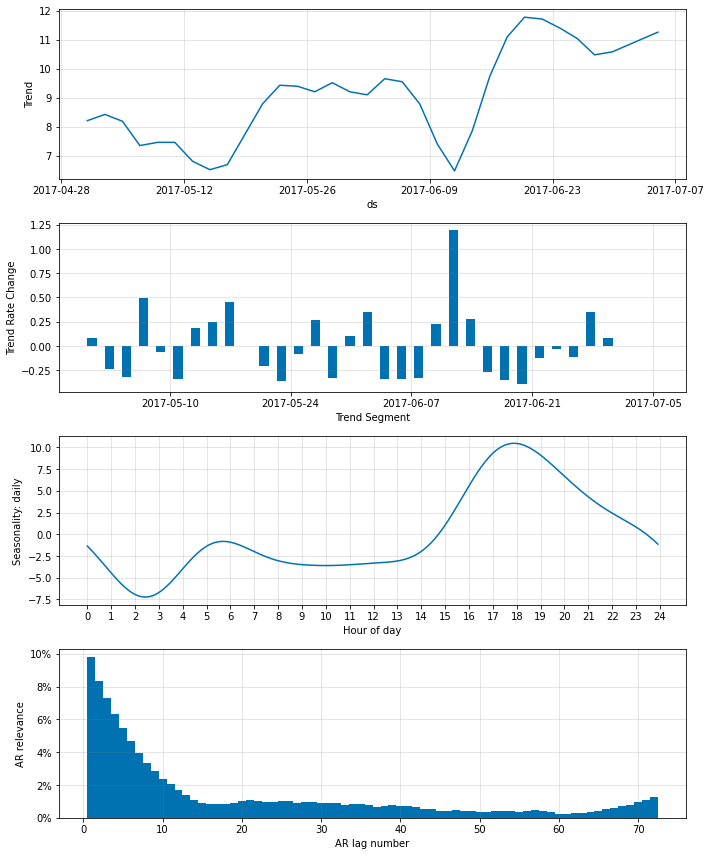 12
11
10
9
8
7
Trend
2017-04-28 2017-05-12 2017-05-26 2017-06-09 2017-06-23 2017-07-07
ds
1.25
1.00
0.75
0.50
0.25
0.00
−0.25
Trend Rate Change
2017-05-10 2017-05-24 2017-06-07 2017-06-21 2017-07-05
Trend Segment
10.0
7.5
5.0
2.5
0.0
−2.5
−5.0
−7.5
Seasonality: daily
0 1 2 3 4 5 6 7 8 9 10 11 12 13 14 15 16 17 18 19 20 21 22 23 24
Hour of day
10%
8%
6%
4%
2%
0%
AR relevance
0 10 20 30 40 50 60 70
AR lag number